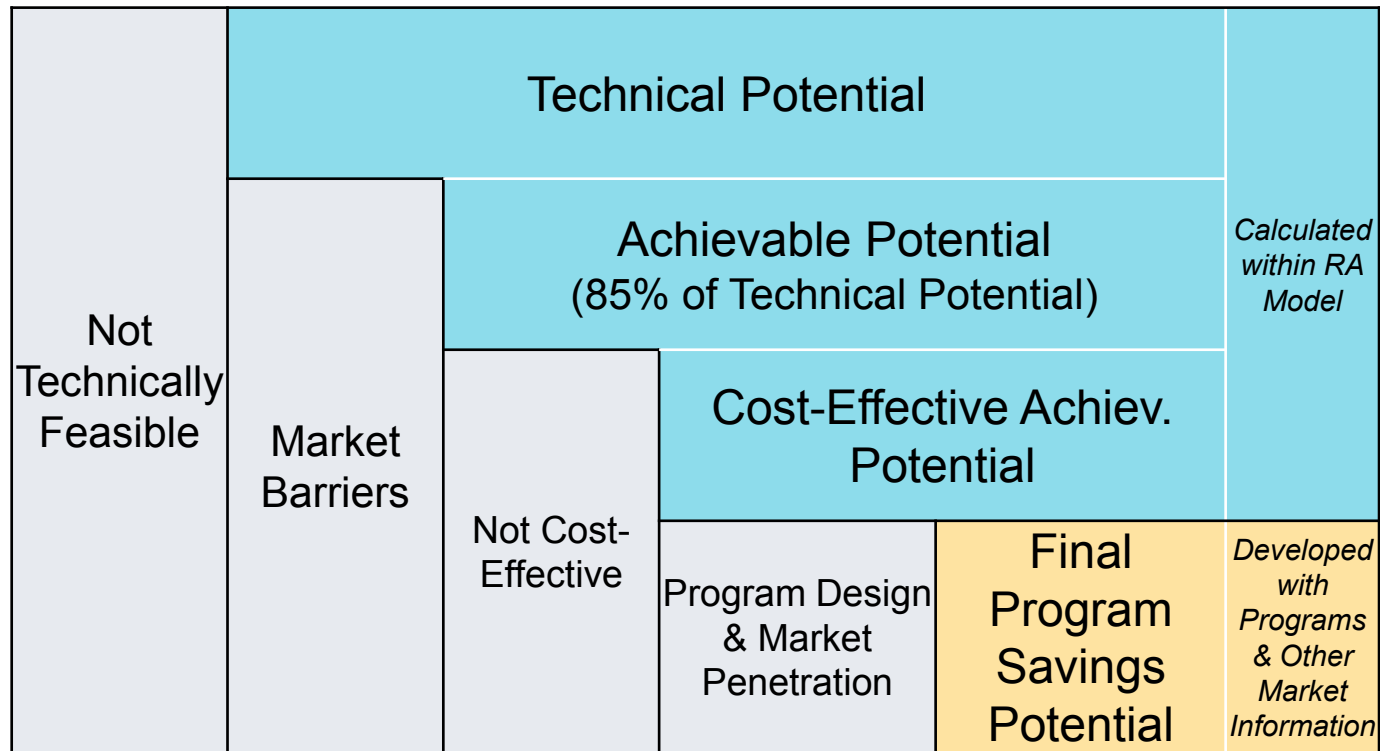 Technical Potential
Achievable Potential
(85% of Technical Potential)
Calculated
within RA
Model
Not
Technically
Feasible
Market
Barriers
Cost-Effective Achiev.
Potential
Not Cost-
Effective
Program Design
& Market
Penetration
Final
Program
Savings
Potential
Developed
with
Programs
& Other
Market
Information